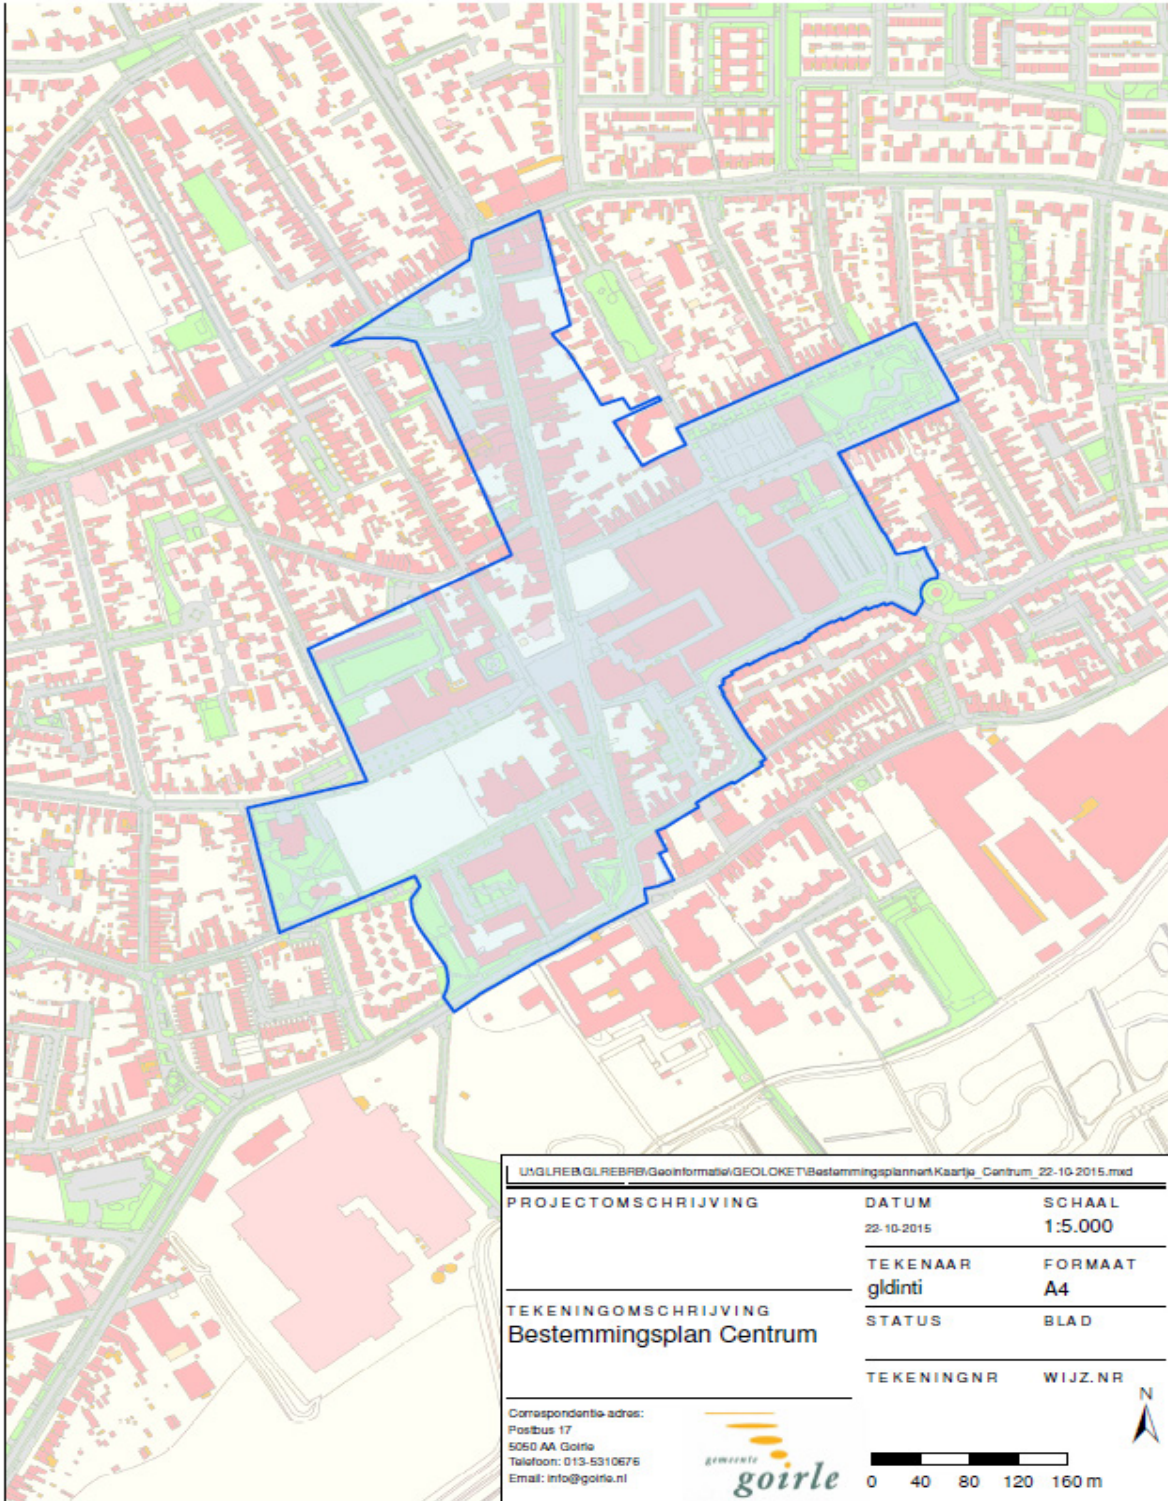 U:\GLREB\GLREBRB\Geoinformatie\GEOLOKET\Bestemmingsplannen\Kaartje_Centrum_22-10-2015.mxd
PROJECTOMSCHRIJVING
DATUM
22-10-2015
SCHAAL
1:5.000
TEKENAAR
gldinti
FORMAAT
A4
TEKENINGOMSCHRIJVING
Bestemmingsplan Centrum
STATUS
BLAD
TEKENINGNR
WIJZ.NR
Correspondentie-adres:
Postbus 17
5050 AA Goirle
Telefoon: 013-5310676
Email: info@goirle.nl
gemeente
goirle
N
0 40 80 120 160 m